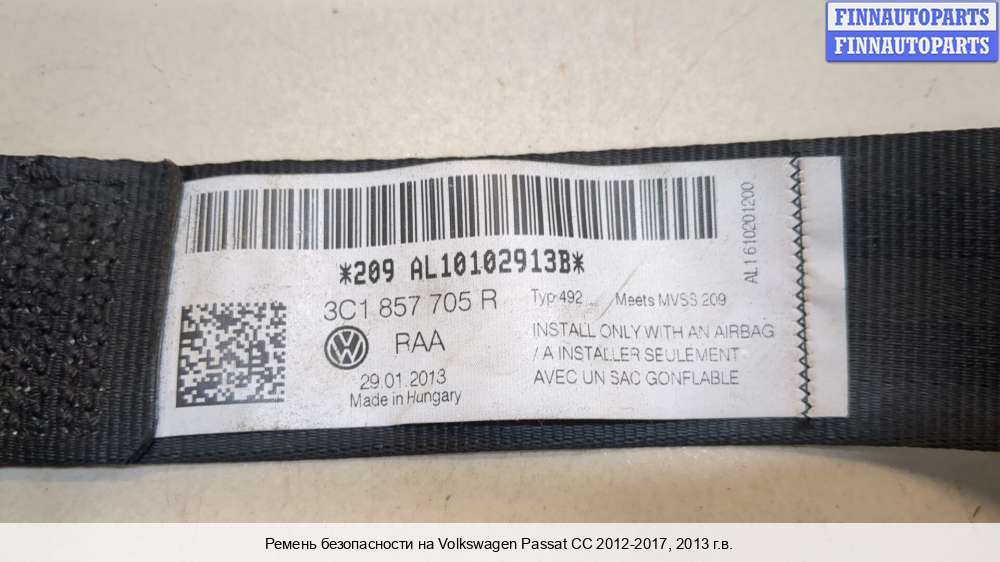 FINNAUTOPARTS
FINNAUTOPARTS
*209 AL10102913B*
3C1 857 705 R
RAA
29.01.2013
Made in Hungary
Typ 492 Meets MVSS 209
INSTALL ONLY WITH AN AIRBAG
/ A INSTALLER SEULEMENT
AVEC UN SAC GONFLABLE
AL1 610201200
Ремень безопасности на Volkswagen Passat CC 2012-2017, 2013 г.в.